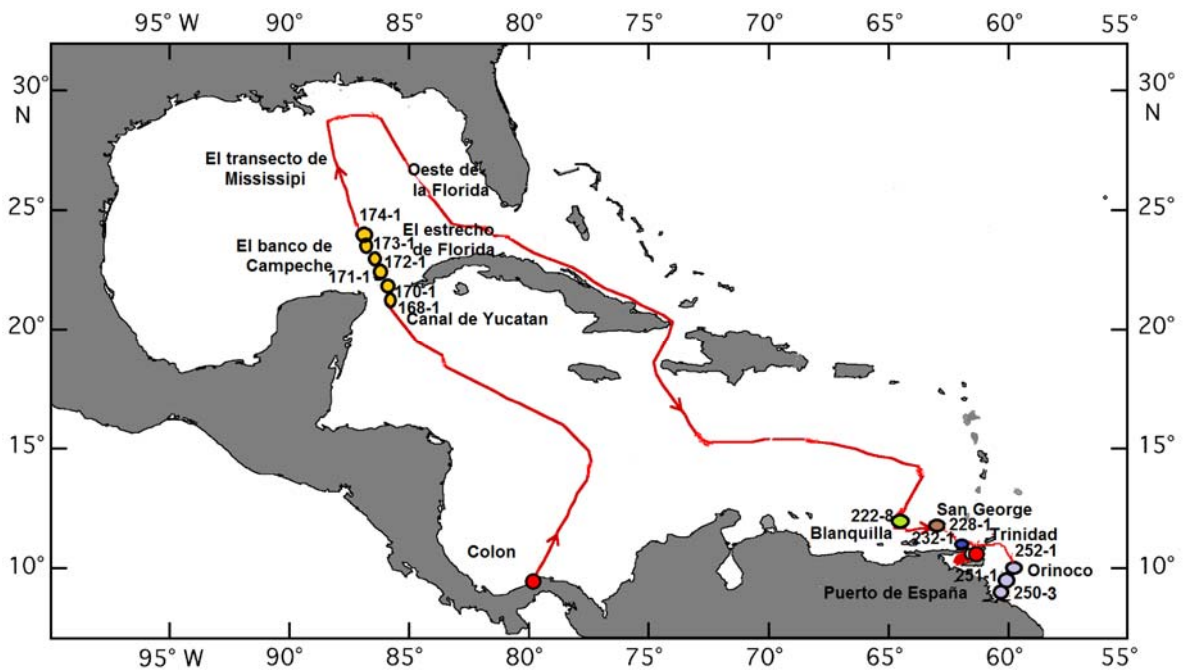 95° W 90° 85° 80° 75° 70° 65° 60° 55°
30° 30°
N N
El transecto de
Mississipi
Oeste de
la Florida
25° 25°
174-1
El estrecho
de Florida
173-1
El banco de
Campeche
172-1
171-1
170-1
168-1
20° 20°
Canal de Yucatan
15° 15°
222-8
San George
228-1
Blanquilla
232-1
Trinidad
252-1
Colon
10° 10°
251-1
Orinoco
Puerto de España
250-3
95° W 90° 85° 80° 75° 70° 65° 60° 55°